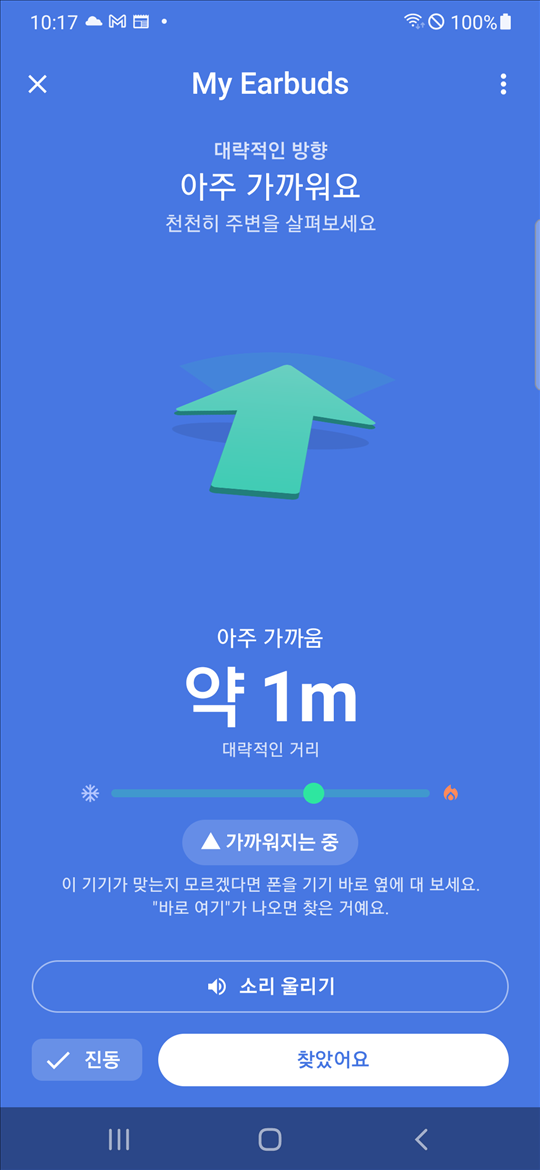 10:17
100%
My Earbuds
대략적인 방향
아주 가까워요
천천히 주변을 살펴보세요
아주 가까움
약 1m
대략적인 거리
가까워지는 중
이 기기가 맞는지 모르겠다면 폰을 기기 바로 옆에 대 보세요.
"바로 여기"가 나오면 찾은 거예요.
소리 울리기
진동
찾았어요